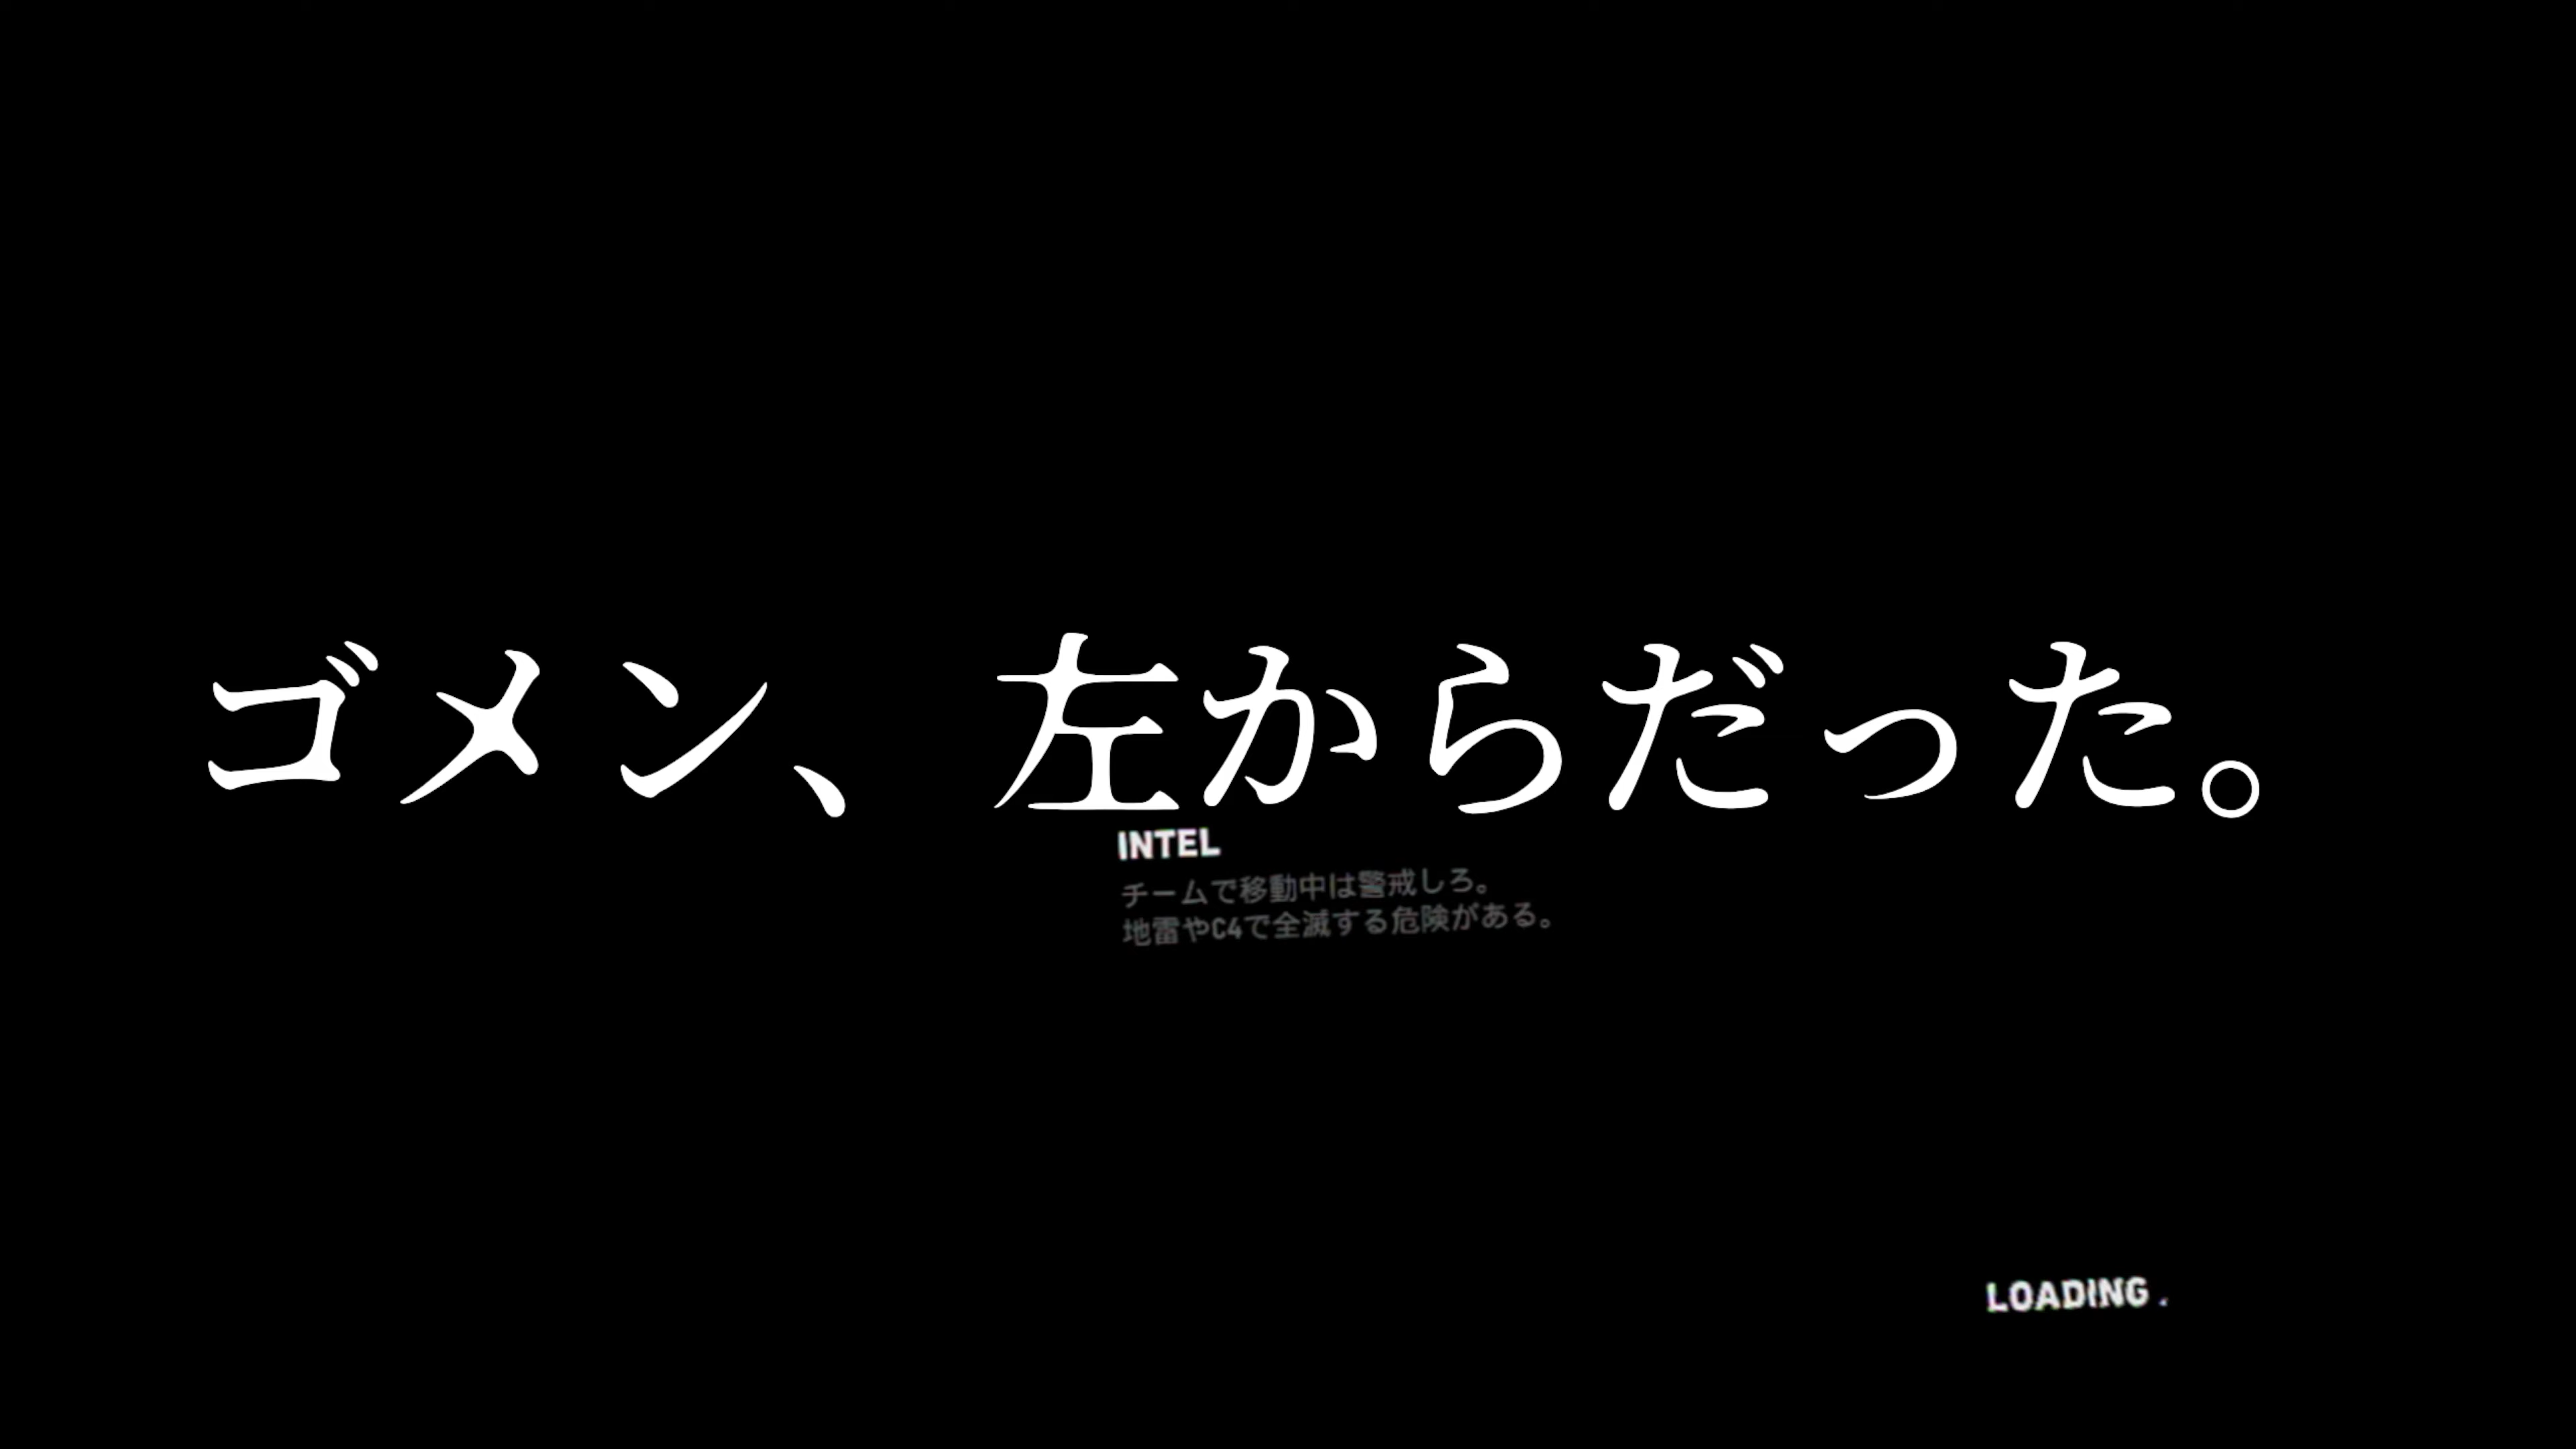 ゴメン、左からだった。
INTEL
チームで移動中は警戒しろ。
地雷やC4で全滅する危険がある。
LOADING .